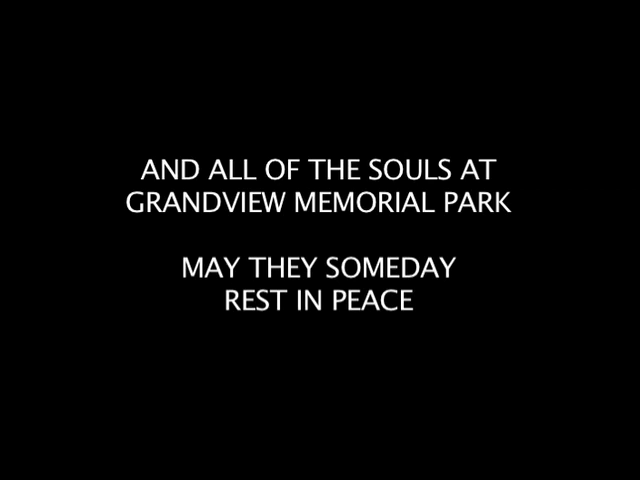 AND ALL OF THE SOULS AT
GRANDVIEW MEMORIAL PARK
MAY THEY SOMEDAY
REST IN PEACE